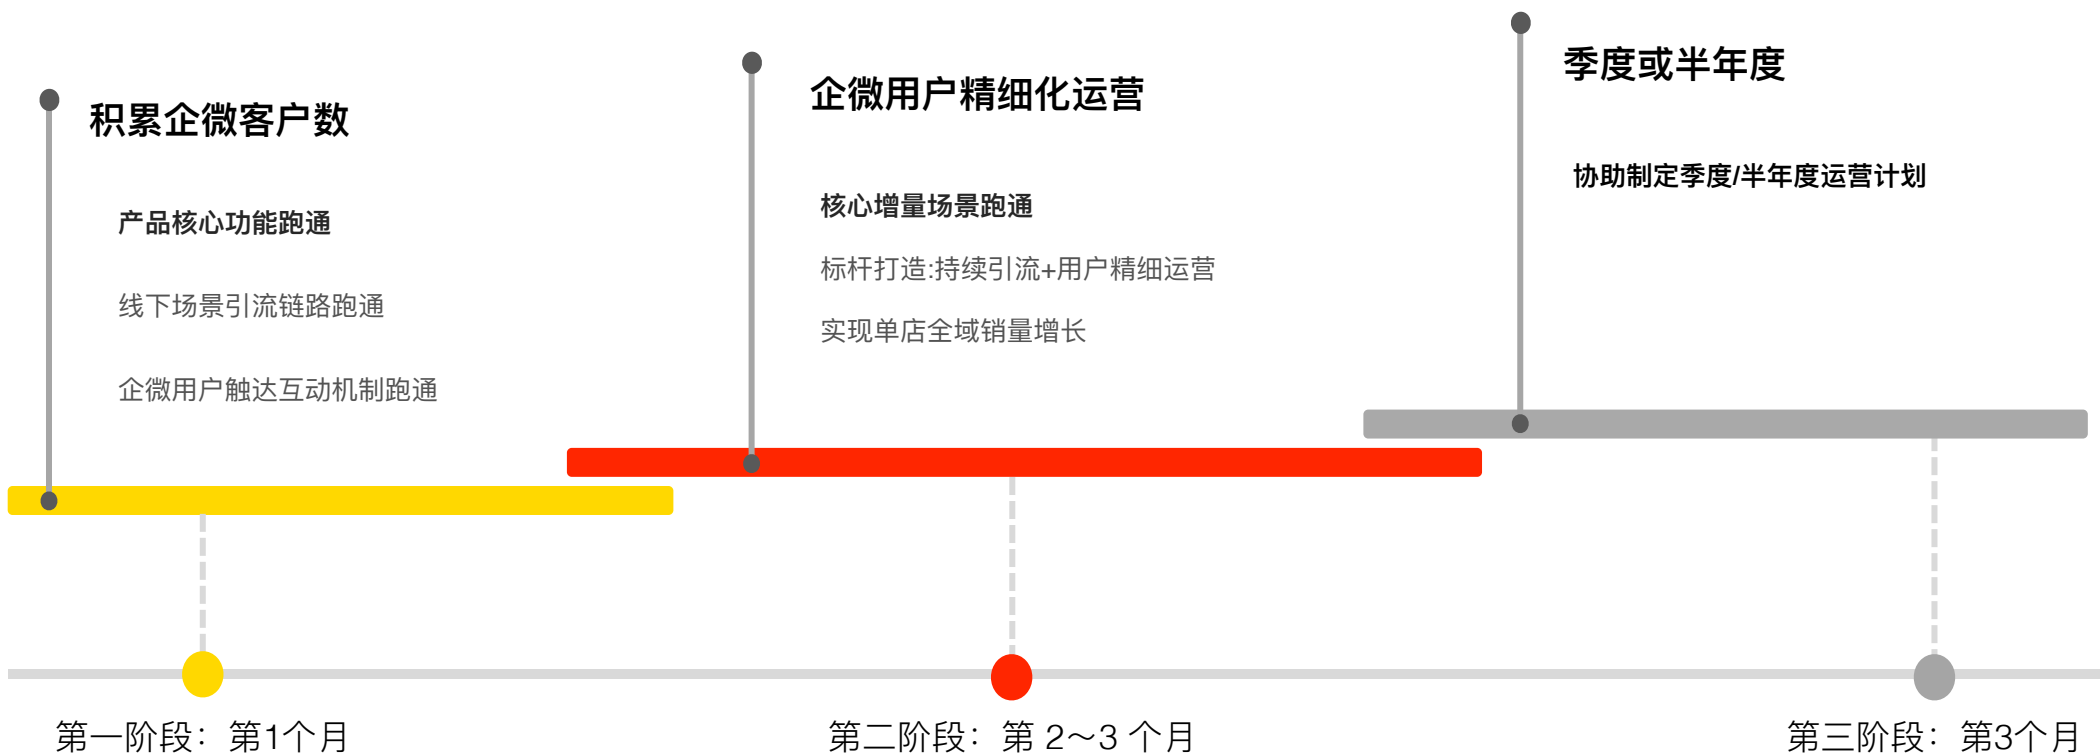 积累企微客户数
产品核心功能跑通
线下场景引流链路跑通
企微用户触达互动机制跑通
企微用户精细化运营
核心增量场景跑通
标杆打造:持续引流+用户精细运营
实现单店全域销量增长
季度或半年度
协助制定季度/半年度运营计划
第一阶段：第1个月
第二阶段：第 2～3 个月
第三阶段：第3个月